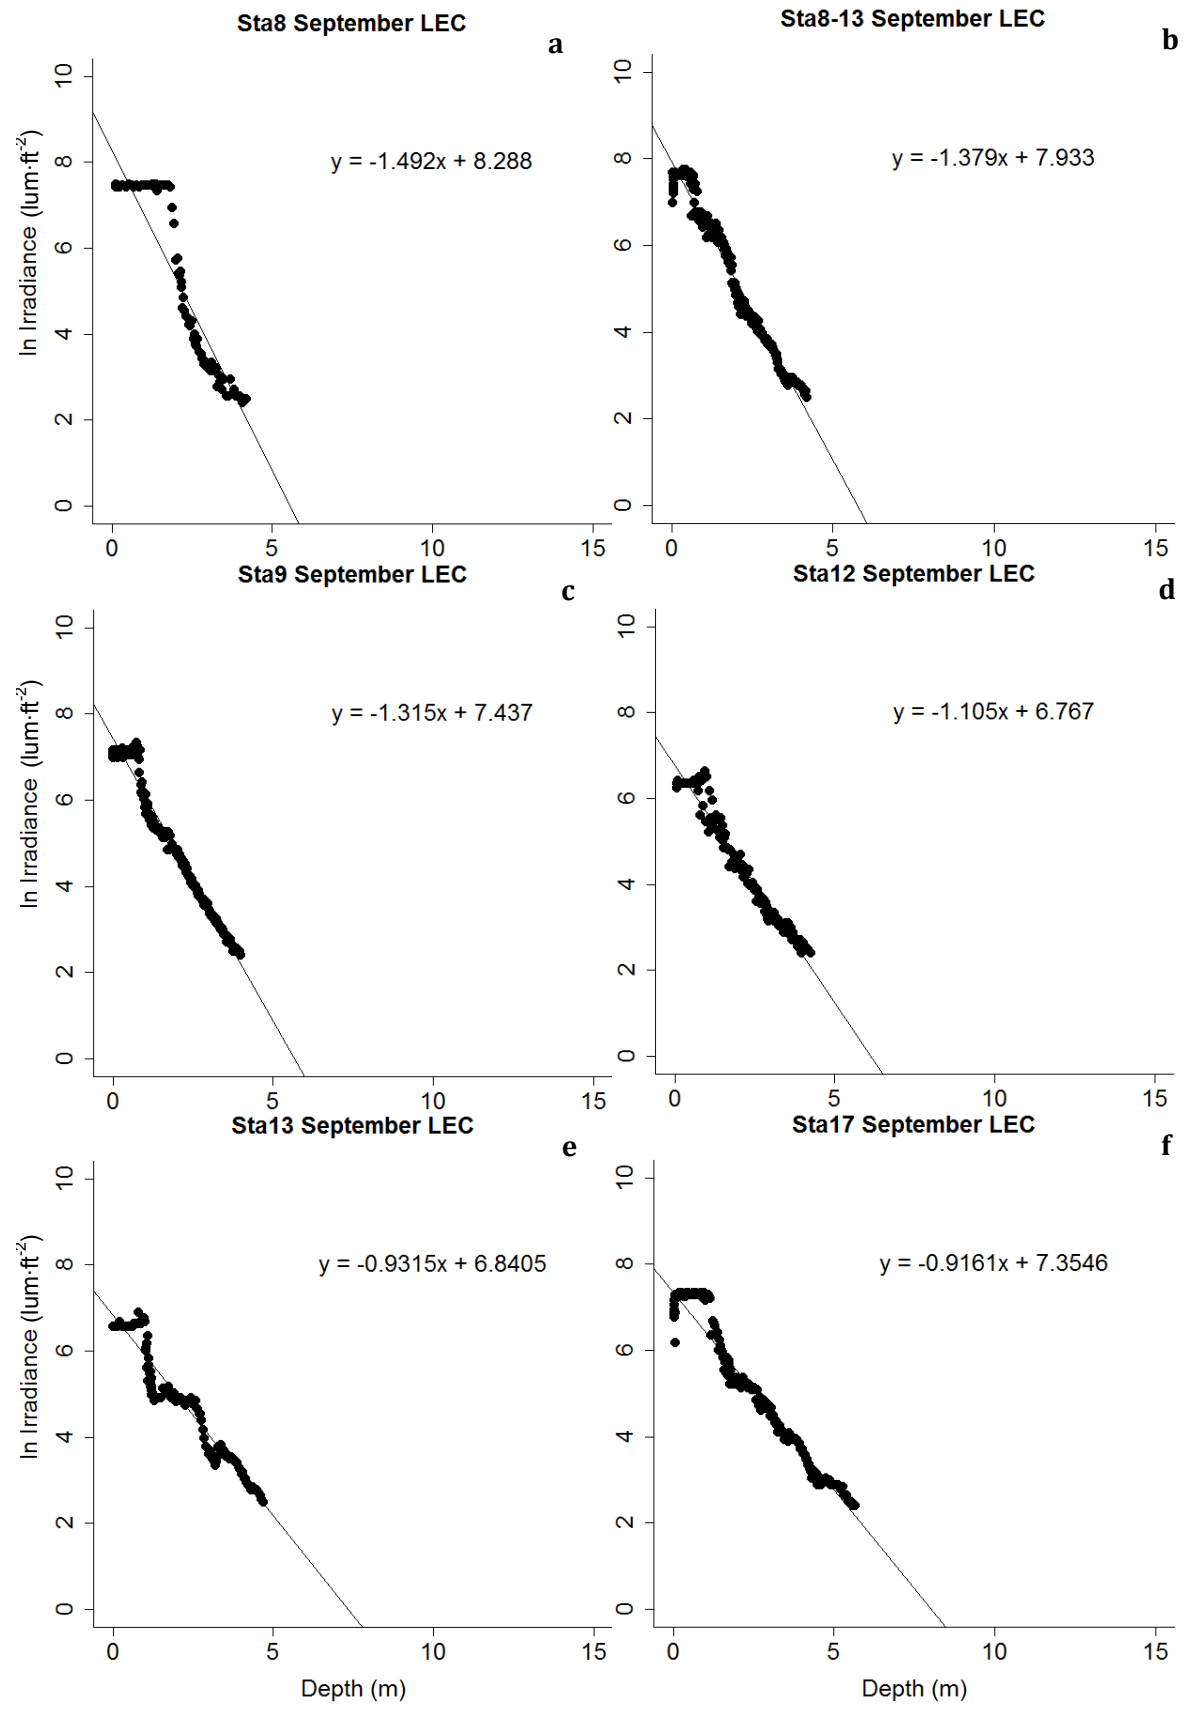 Sta8 September LEC
a
ln Irradiance (lum·ft-2)
10
8
6
4
2
0
y = -1.492x + 8.288
0 5 10 15
Sta8-13 September LEC
b
10
8
6
4
2
0
y = -1.379x + 7.933
0 5 10 15
Sta9 September LEC
c
ln Irradiance (lum·ft-2)
10
8
6
4
2
0
y = -1.315x + 7.437
0 5 10 15
Sta12 September LEC
d
10
8
6
4
2
0
y = -1.105x + 6.767
0 5 10 15
Sta13 September LEC
e
ln Irradiance (lum·ft-2)
10
8
6
4
2
0
y = -0.9315x + 6.8405
0 5 10 15
Depth (m)
Sta17 September LEC
f
10
8
6
4
2
0
y = -0.9161x + 7.3546
0 5 10 15
Depth (m)